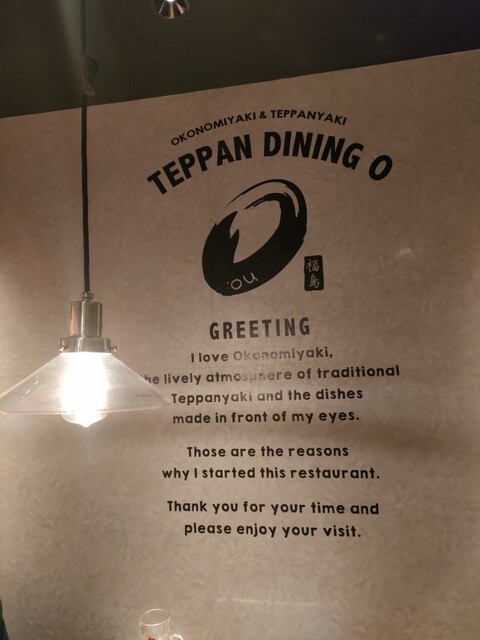 OKONOMIYAKI & TEPPANYAKI
TEPPAN DINING O
:ou
福島
GREETING
I love Okonomiyaki,
he lively atmosphere of traditional
Teppanyaki and the dishes
made in front of my eyes.
Those are the reasons
why I started this restaurant.
Thank you for your time and
please enjoy your visit.